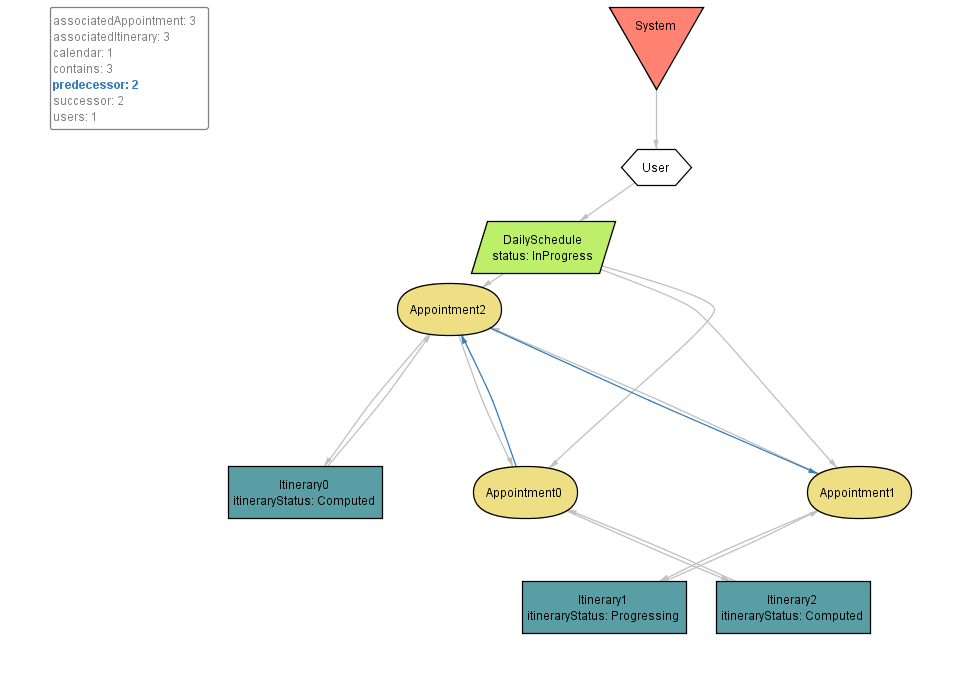 associatedAppointment: 3
associatedItinerary: 3
calendar: 1
contains: 3
predecessor: 2
successor: 2
users: 1
System
User
DailySchedule
status: InProgress
Appointment2
Itinerary0
itineraryStatus: Computed
Appointment0
Appointment1
Itinerary1
itineraryStatus: Progressing
Itinerary2
itineraryStatus: Computed